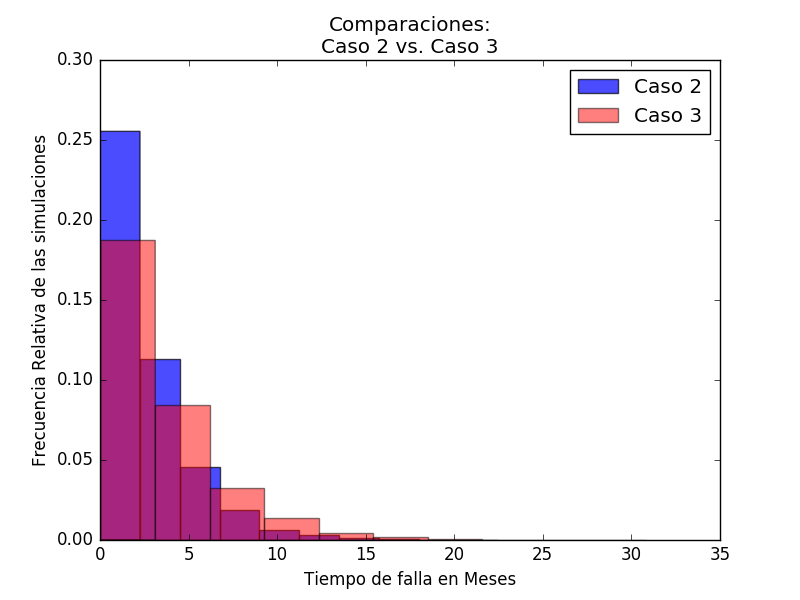 Comparaciones:
Caso 2 vs. Caso 3
Caso 2
Caso 3
Frecuencia Relativa de las simulaciones
0.30
0.25
0.20
0.15
0.10
0.05
0.00
0 5 10 15 20 25 30 35
Tiempo de falla en Meses